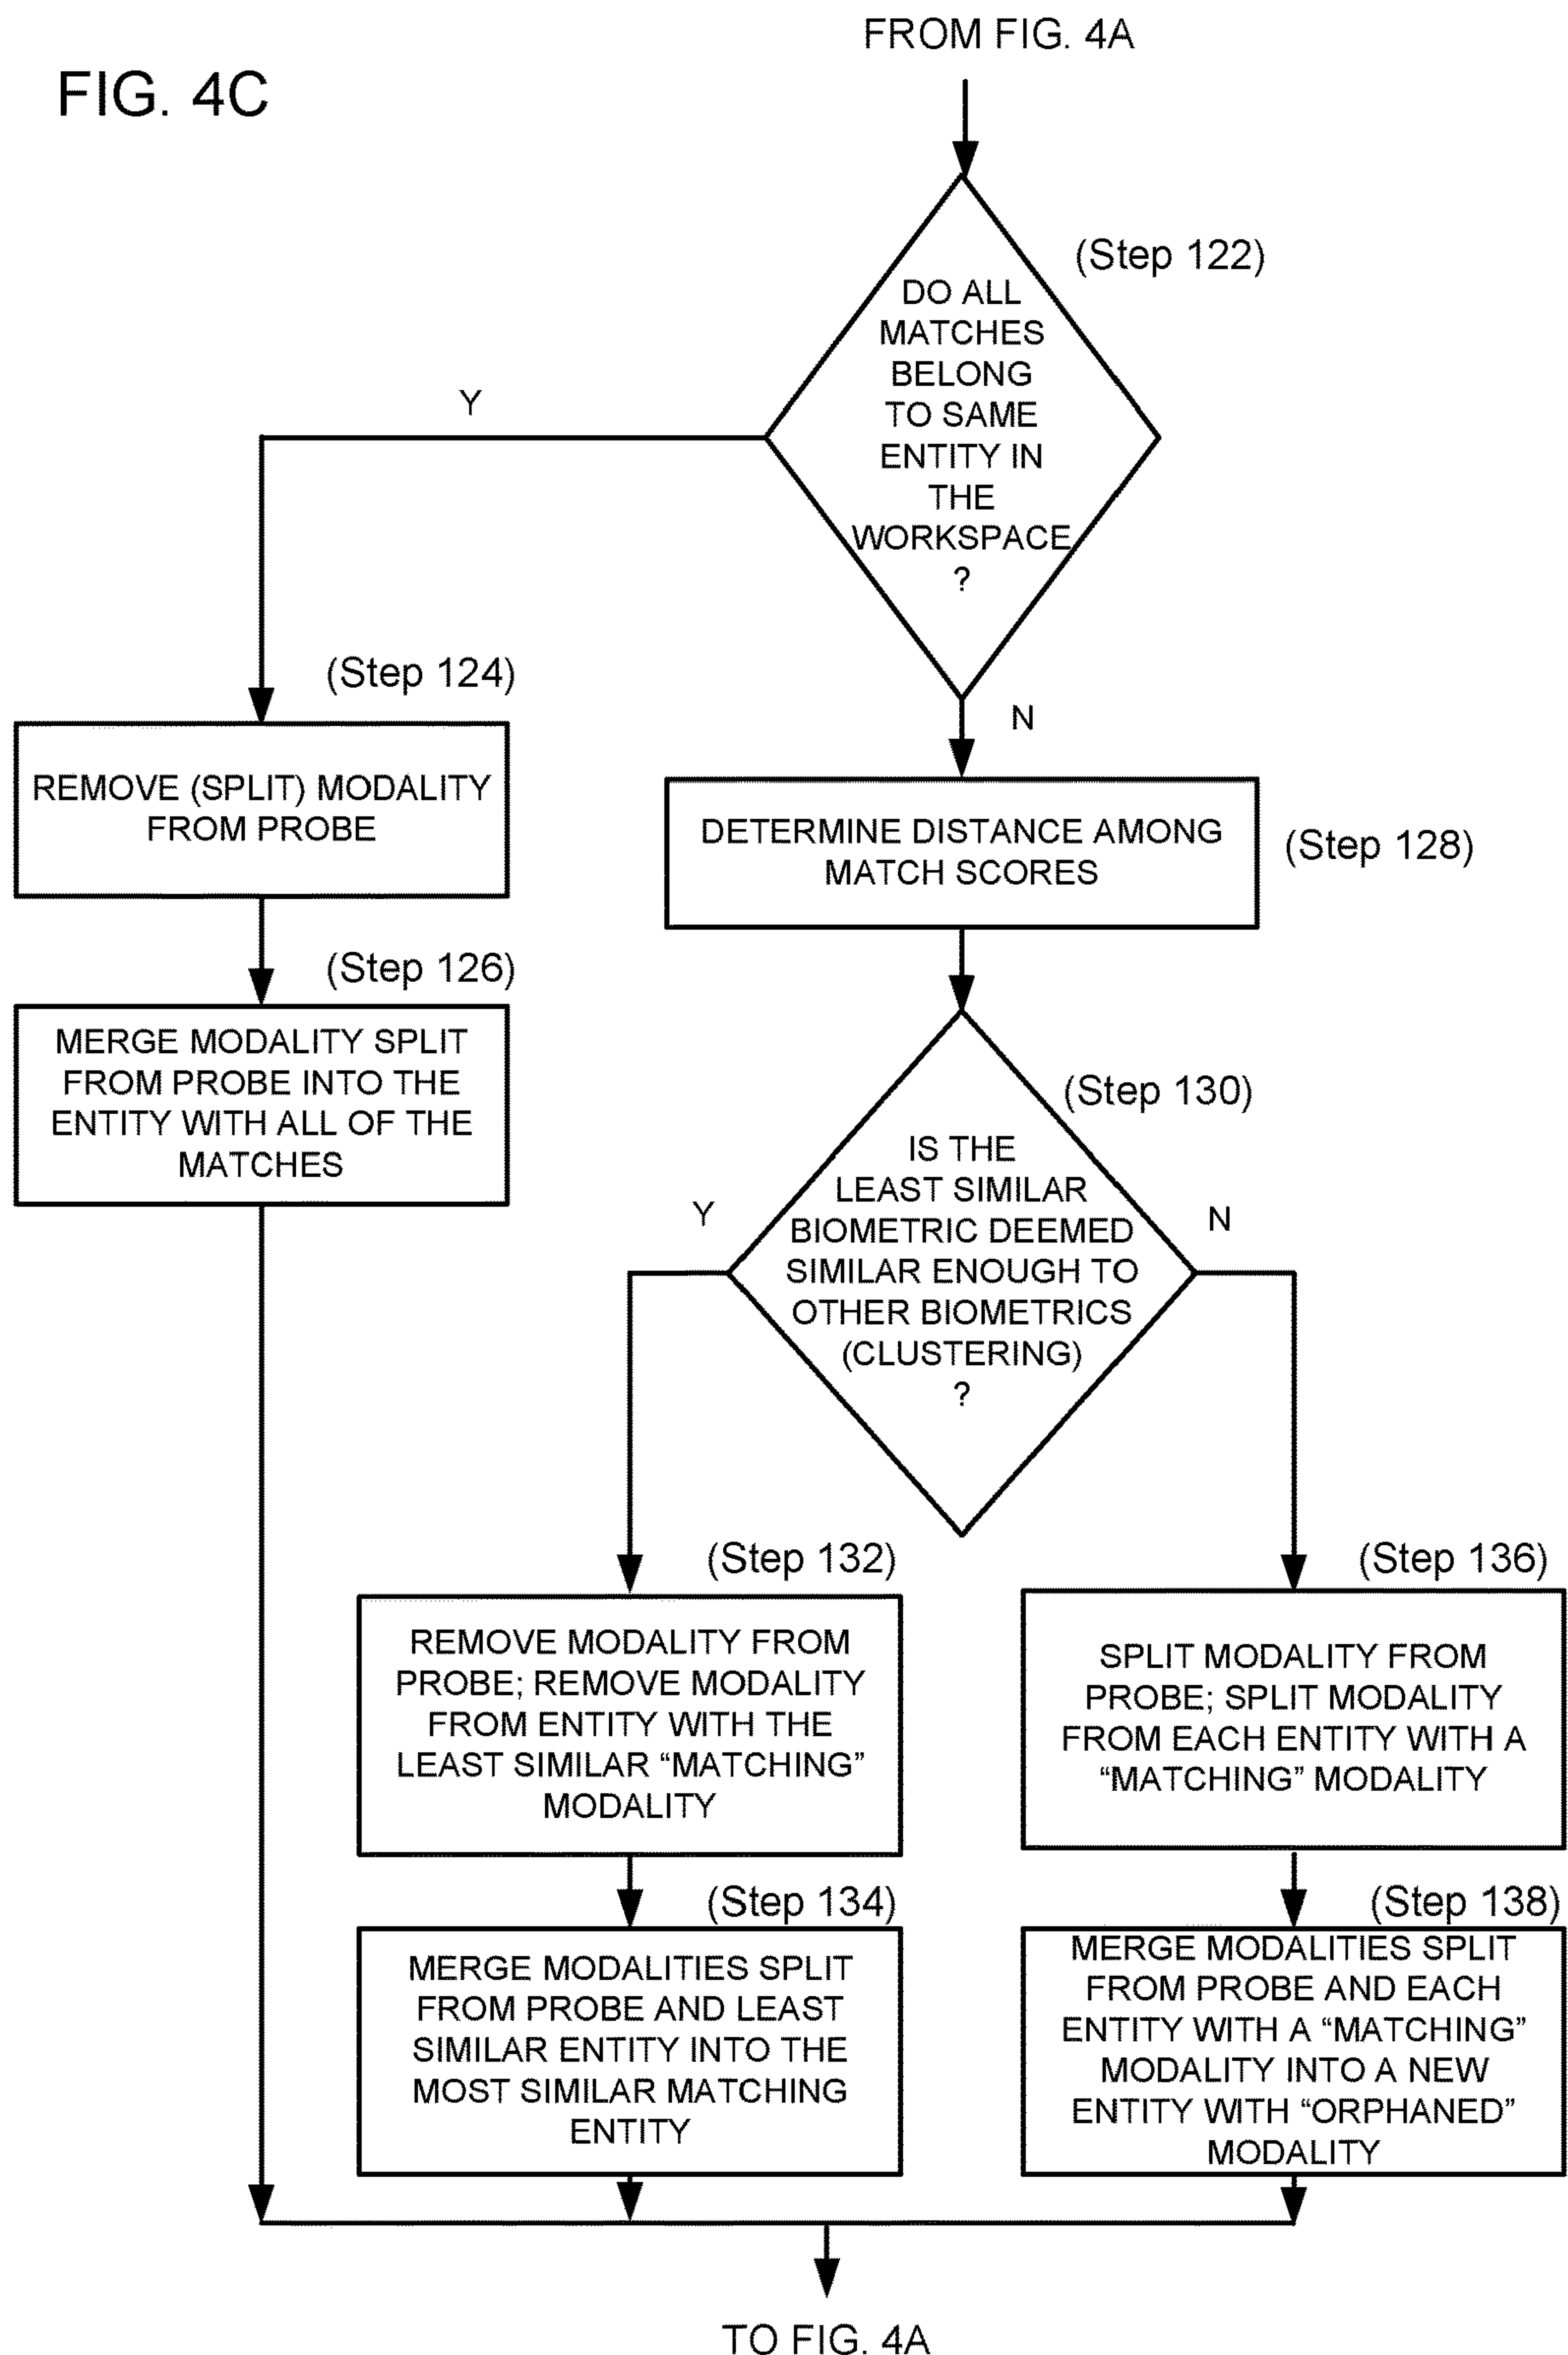 FROM FIG. 4A
FIG. 4C
(Step 122)
DO ALL
MATCHES
BELONG
TO SAME
ENTITY IN
THE
WORKSPACE
?
Y
N
(Step 124)
REMOVE (SPLIT) MODALITY
FROM PROBE
(Step 126)
MERGE MODALITY SPLIT
FROM PROBE INTO THE
ENTITY WITH ALL OF THE
MATCHES
DETERMINE DISTANCE AMONG
MATCH SCORES
(Step 128)
(Step 130)
IS THE
LEAST SIMILAR
BIOMETRIC DEEMED
SIMILAR ENOUGH TO
OTHER BIOMETRICS
(CLUSTERING)
?
Y
N
(Step 132)
REMOVE MODALITY FROM
PROBE; REMOVE MODALITY
FROM ENTITY WITH THE
LEAST SIMILAR “MATCHING”
MODALITY
(Step 134)
MERGE MODALITIES SPLIT
FROM PROBE AND LEAST
SIMILAR ENTITY INTO THE
MOST SIMILAR MATCHING
ENTITY
(Step 136)
SPLIT MODALITY FROM
PROBE; SPLIT MODALITY
FROM EACH ENTITY WITH A
“MATCHING” MODALITY
(Step 138)
MERGE MODALITIES SPLIT
FROM PROBE AND EACH
ENTITY WITH A “MATCHING”
MODALITY INTO A NEW
ENTITY WITH “ORPHANED”
MODALITY
TO FIG. 4A